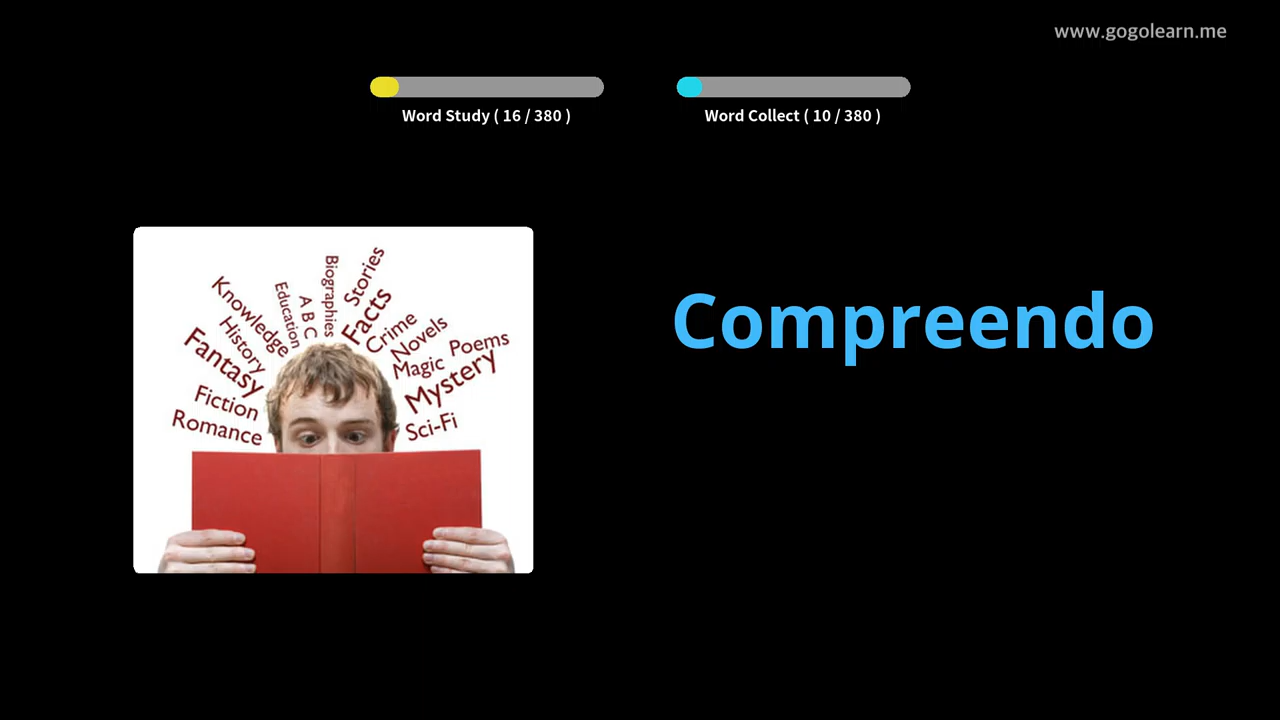 www.gogolearn.me
Word Study ( 16 / 380 )
Word Collect ( 10 / 380 )
Compreendo
Romance
Fiction
Fantasy
History
Knowledge
Education
A B C
Biographies
Stories
Facts
Crime
Novels
Magic
Poems
Mystery
Sci-Fi